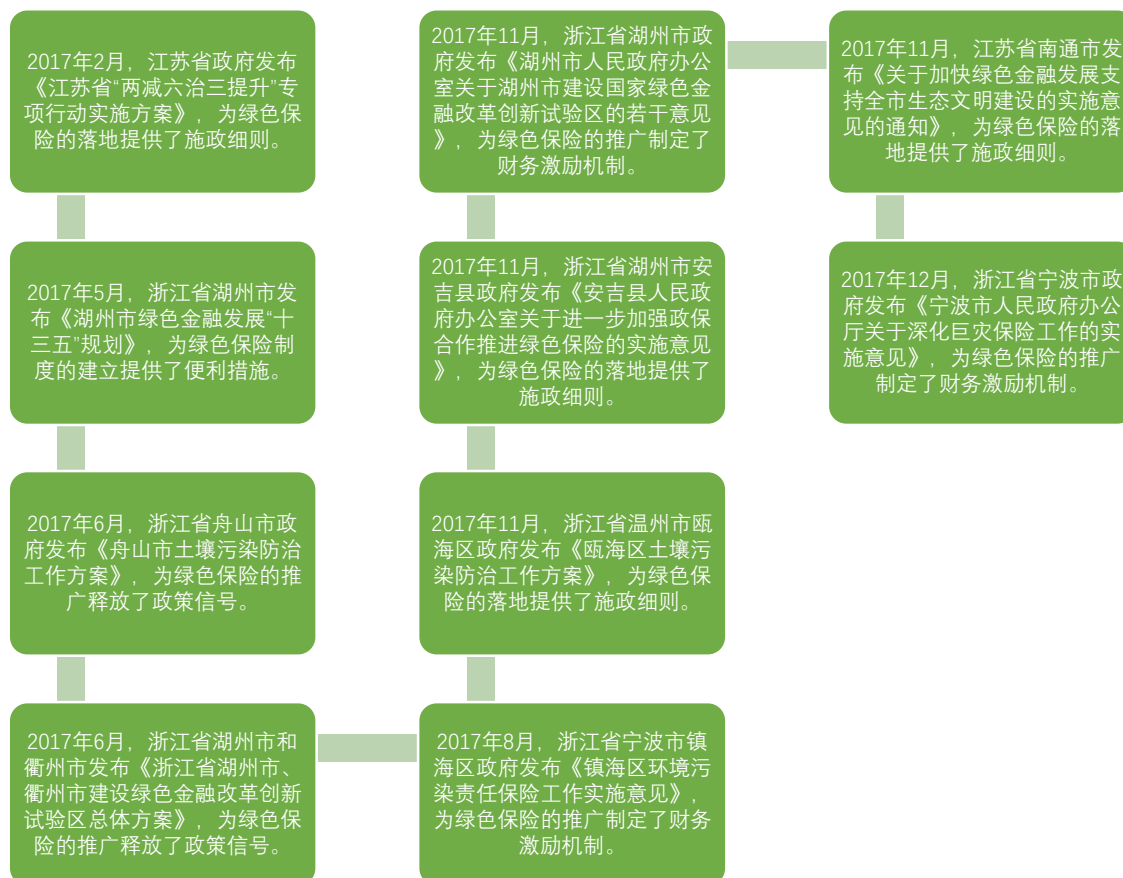 2017年2月，江苏省政府发布
《江苏省“两减六治三提升”专
项行动实施方案》，为绿色保
险的落地提供了施政细则。
2017年5月，浙江省湖州市发
布《湖州市绿色金融发展“十
三五”规划》，为绿色保险制
度的建立提供了便利措施。
2017年6月，浙江省舟山市政
府发布《舟山市土壤污染防治
工作方案》，为绿色保险的推
广释放了政策信号。
2017年6月，浙江省湖州市和
衢州市发布《浙江省湖州市、
衢州市建设绿色金融改革创新
试验区总体方案》，为绿色保
险的推广释放了政策信号。
2017年8月，浙江省宁波市镇
海区政府发布《镇海区环境污
染责任保险工作实施意见》，
为绿色保险的推广制定了财务
激励机制。
2017年11月，浙江省温州市瓯
海区政府发布《瓯海区土壤污
染防治工作方案》，为绿色保
险的落地提供了施政细则。
2017年11月，浙江省湖州市安
吉县政府发布《安吉县人民政
府办公室关于进一步加强政保
合作推进绿色保险的实施意见
》，为绿色保险的落地提供了
施政细则。
2017年11月，浙江省湖州市政
府发布《湖州市人民政府办公
室关于湖州市建设国家绿色金
融改革创新试验区的若干意见
》，为绿色保险的推广制定了
财务激励机制。
2017年11月，江苏省南通市发
布《关于加快绿色金融发展支
持全市生态文明建设的实施意
见的通知》，为绿色保险的落
地提供了施政细则。
2017年12月，浙江省宁波市政
府发布《宁波市人民政府办公
厅关于深化巨灾保险工作的实
施意见》，为绿色保险的推广
制定了财务激励机制。